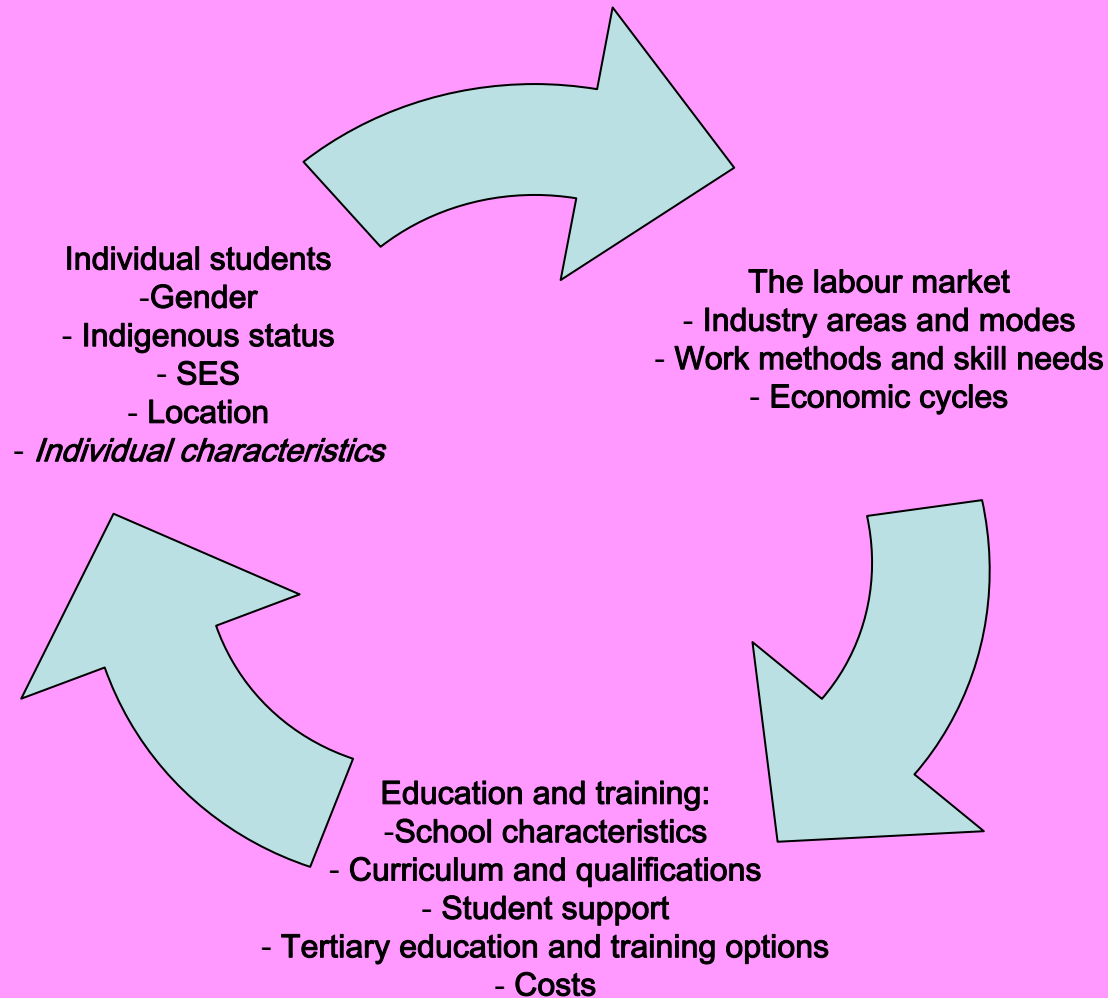 Individual students
-Gender
- Indigenous status
- SES
- Location
- Individual characteristics
The labour market
- Industry areas and modes
- Work methods and skill needs
- Economic cycles
Education and training:
-School characteristics
- Curriculum and qualifications
- Student support
- Tertiary education and training options
- Costs